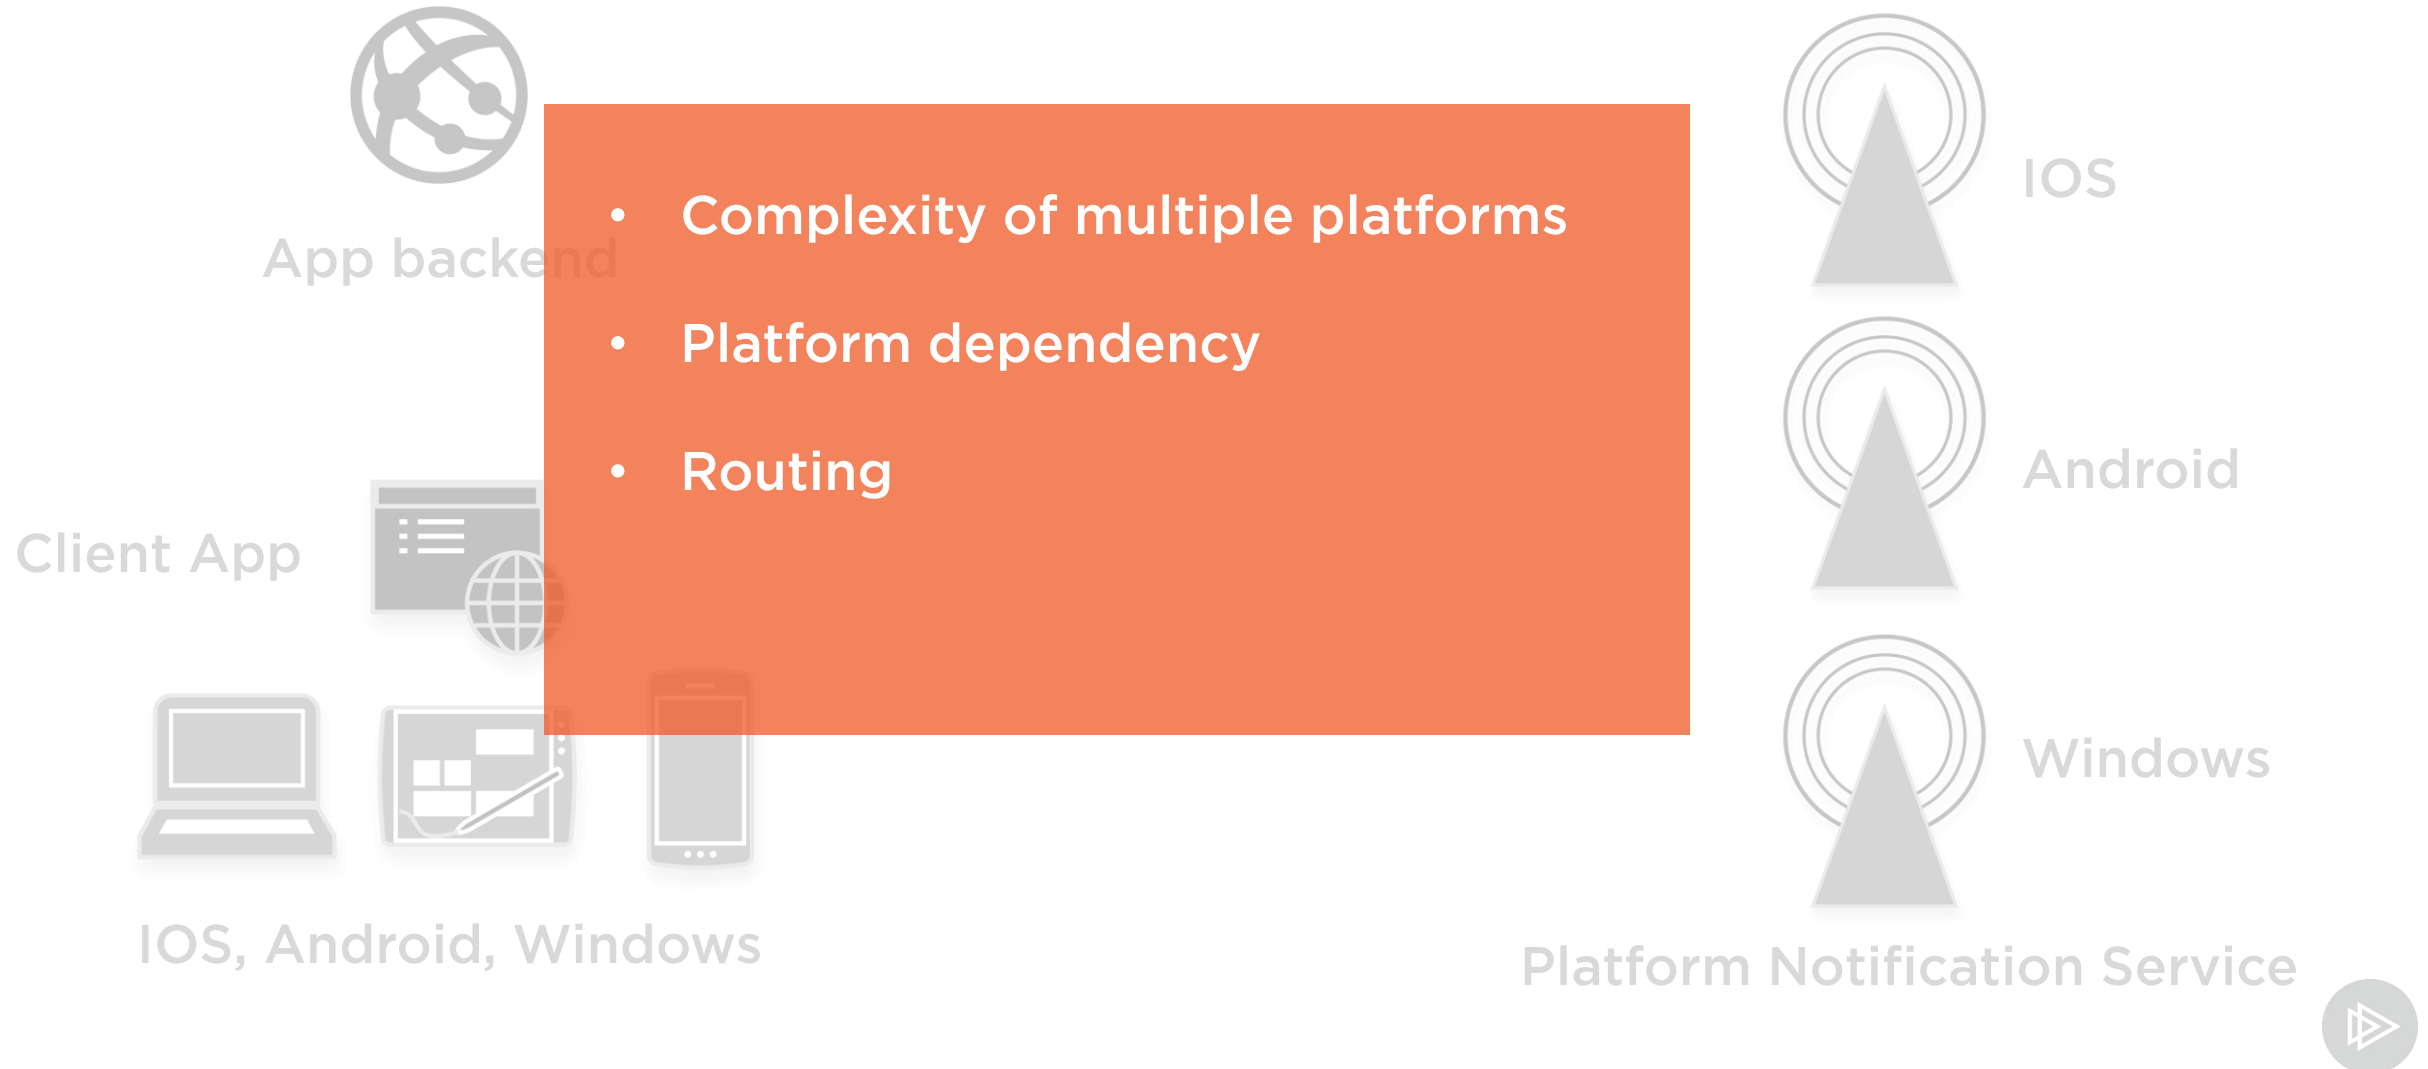 App backend
• Complexity of multiple platforms
• Platform dependency
• Routing
Client App
IOS, Android, Windows
IOS
Android
Windows
Platform Notification Service